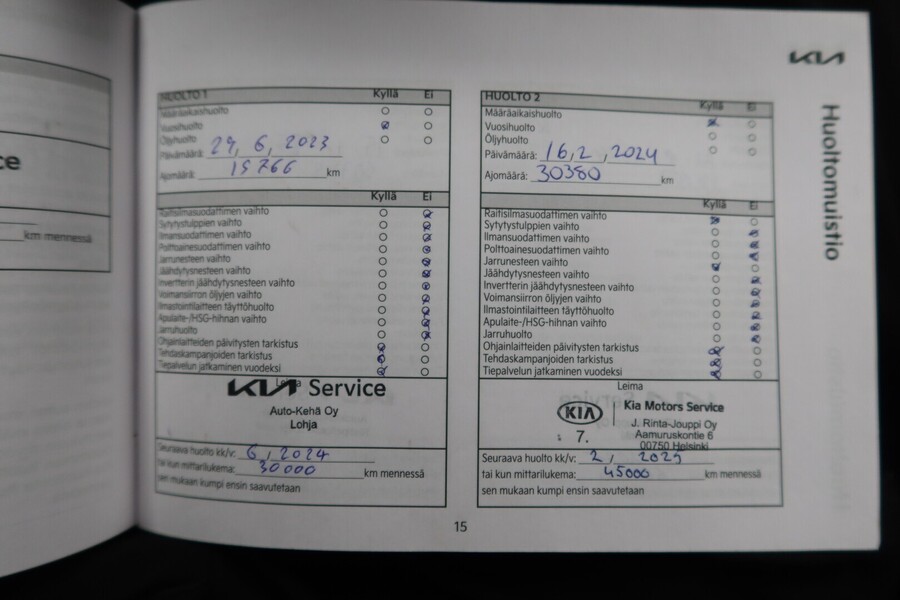 ce
km mennessä
KIA
Huoltomuistio
HUOLTO 1 Kyllä Ei
Määräaikaishuolto
Vuosihuolto
Öljyhuolto
Päivämäärä: 29, 6, 2023
Ajomäärä: 15766 km
Kyllä Ei
Raitisilmasuodattimen vaihto
Sytytystulppien vaihto
Ilmansuodattimen vaihto
Polttoainesuodattimen vaihto
Jarrunesteen vaihto
Jäähdytysnesteen vaihto
Invertterin jäähdytysnesteen vaihto
Voimansiirron öljyjen vaihto
Ilmastointilaitteen täyttöhuolto
Apulaite-/HSG-hihnan vaihto
Jarruhuolto
Ohjainlaitteiden päivitysten tarkistus
Tehdaskampanjoiden tarkistus
Tiepalvelun jatkaminen vuodeksi
Leima
KIA Service
Auto-Kehä Oy
Lohja
Seuraava huolto kk/v: 6, 2024
tai kun mittarilukema: 30000 km mennessä
sen mukaan kumpi ensin saavutetaan
HUOLTO 2 Kyllä Ei
Määräaikaishuolto
Vuosihuolto
Öljyhuolto
Päivämäärä: 16,2, 2024
Ajomäärä: 30380 km
Kyllä Ei
Raitisilmasuodattimen vaihto
Sytytystulppien vaihto
Ilmansuodattimen vaihto
Polttoainesuodattimen vaihto
Jarrunesteen vaihto
Jäähdytysnesteen vaihto
Invertterin jäähdytysnesteen vaihto
Voimansiirron öljyjen vaihto
Ilmastointilaitteen täyttöhuolto
Apulaite-/HSG-hihnan vaihto
Jarruhuolto
Ohjainlaitteiden päivitysten tarkistus
Tehdaskampanjoiden tarkistus
Tiepalvelun jatkaminen vuodeksi
Leima
KIA Kia Motors Service
J. Rinta-Jouppi Oy
7. Aamuruskontie 6
00750 Helsinki
Seuraava huolto kk/v: 2, 2025
tai kun mittarilukema: 45000 km mennessä
sen mukaan kumpi ensin saavutetaan
15